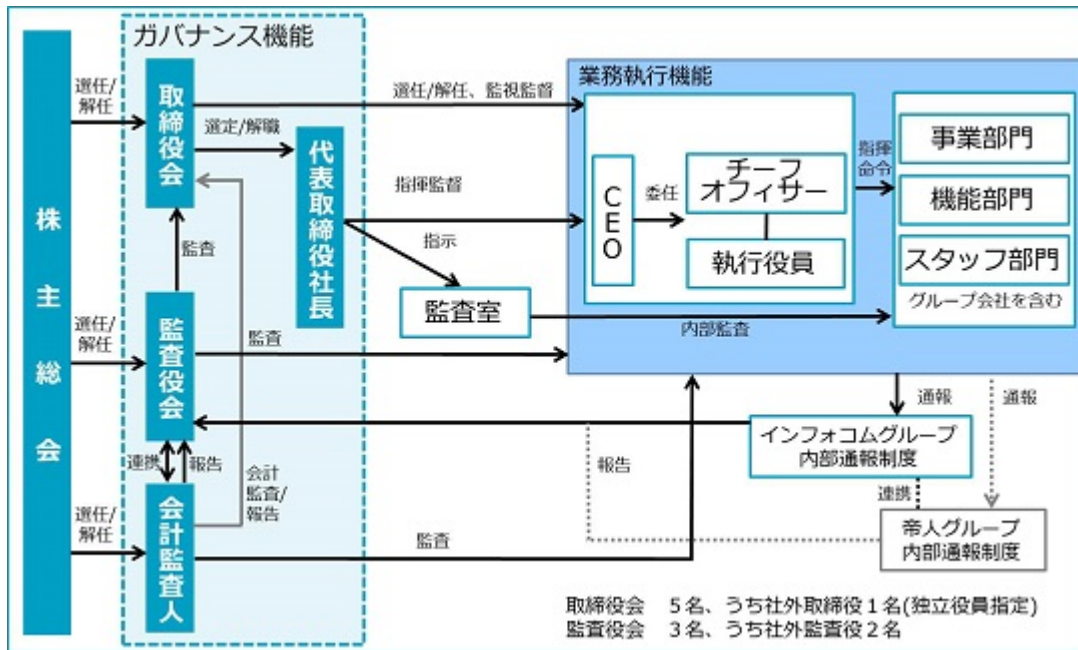 ガバナンス機能
株主総会
選任/
解任
取締役会
選定/解職
代表取締役社長
選任/解任、監視監督
業務執行機能
CEO
委任
チーフ
オフィサー
執行役員
指揮
命令
事業部門
機能部門
スタッフ部門
グループ会社を含む
指揮監督
指示
監査室
内部監査
監査
選任/
解任
監査役会
監査
連携
報告
会計
監査/
報告
選任/
解任
会計監査人
監査
通報
通報
インフォコムグループ
内部通報制度
報告
連携
帝人グループ
内部通報制度
取締役会 5名、うち社外取締役1名(独立役員指定)
監査役会 3名、うち社外監査役2名